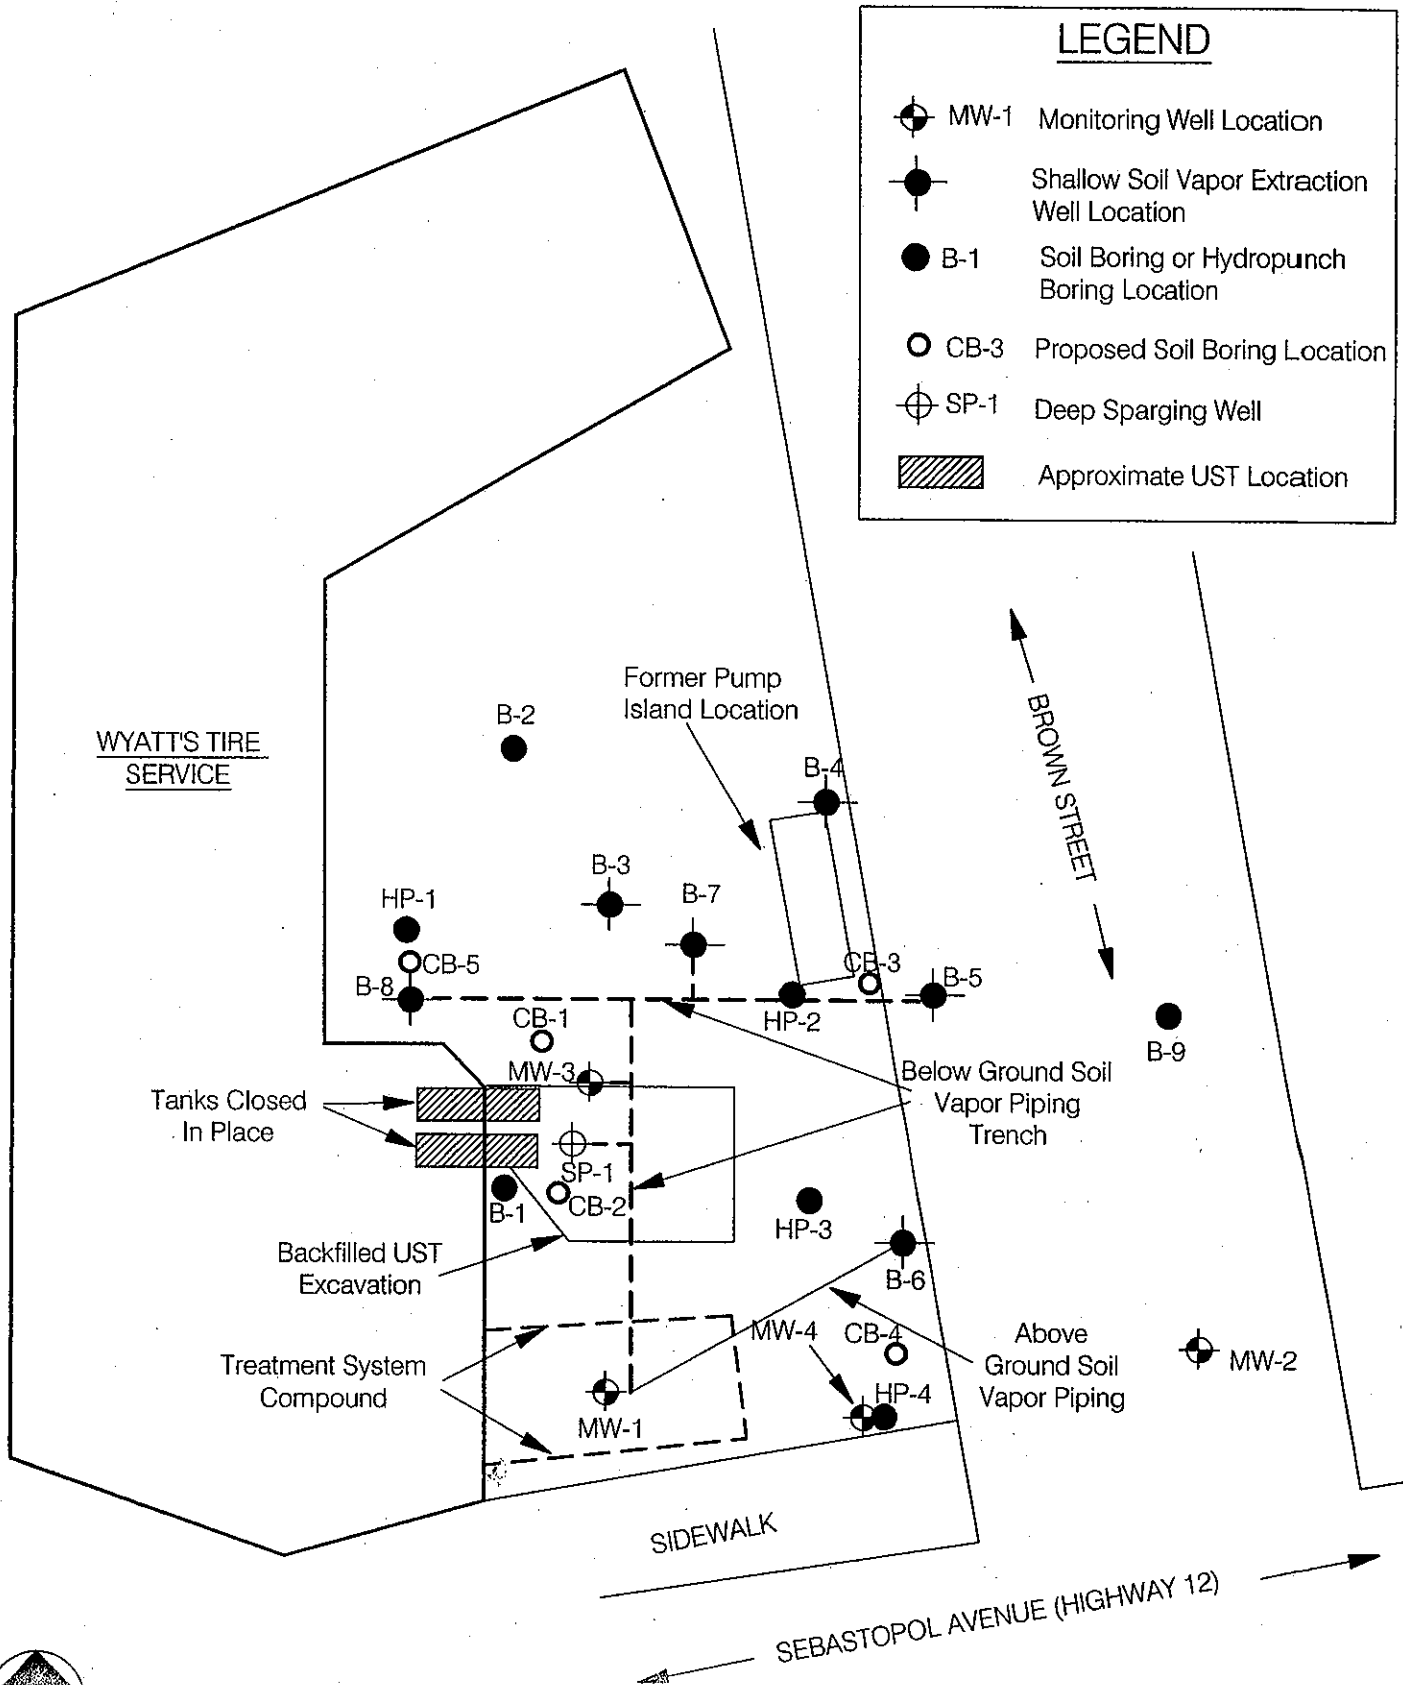 LEGEND
MW-1 Monitoring Well Location
Shallow Soil Vapor Extraction
Well Location
B-1 Soil Boring or Hydropunch
Boring Location
CB-3 Proposed Soil Boring Location
SP-1 Deep Sparging Well
Approximate UST Location
Former Pump
Island Location
B-2
WYATT'S TIRE
SERVICE
BROWN STREET
B-4
B-3
B-7
HP-1
CB-5
CB-3
B-8
B-5
CB-1
HP-2
B-9
MW-3
Below Ground Soil
Vapor Piping
Trench
Tanks Closed
In Place
SP-1
CB-2
B-1
HP-3
Backfilled UST
Excavation
B-6
MW-4
CB-4
Above
Ground Soil
Vapor Piping
MW-2
Treatment System
Compound
HP-4
MW-1
SIDEWALK
SEBASTOPOL AVENUE (HIGHWAY 12)